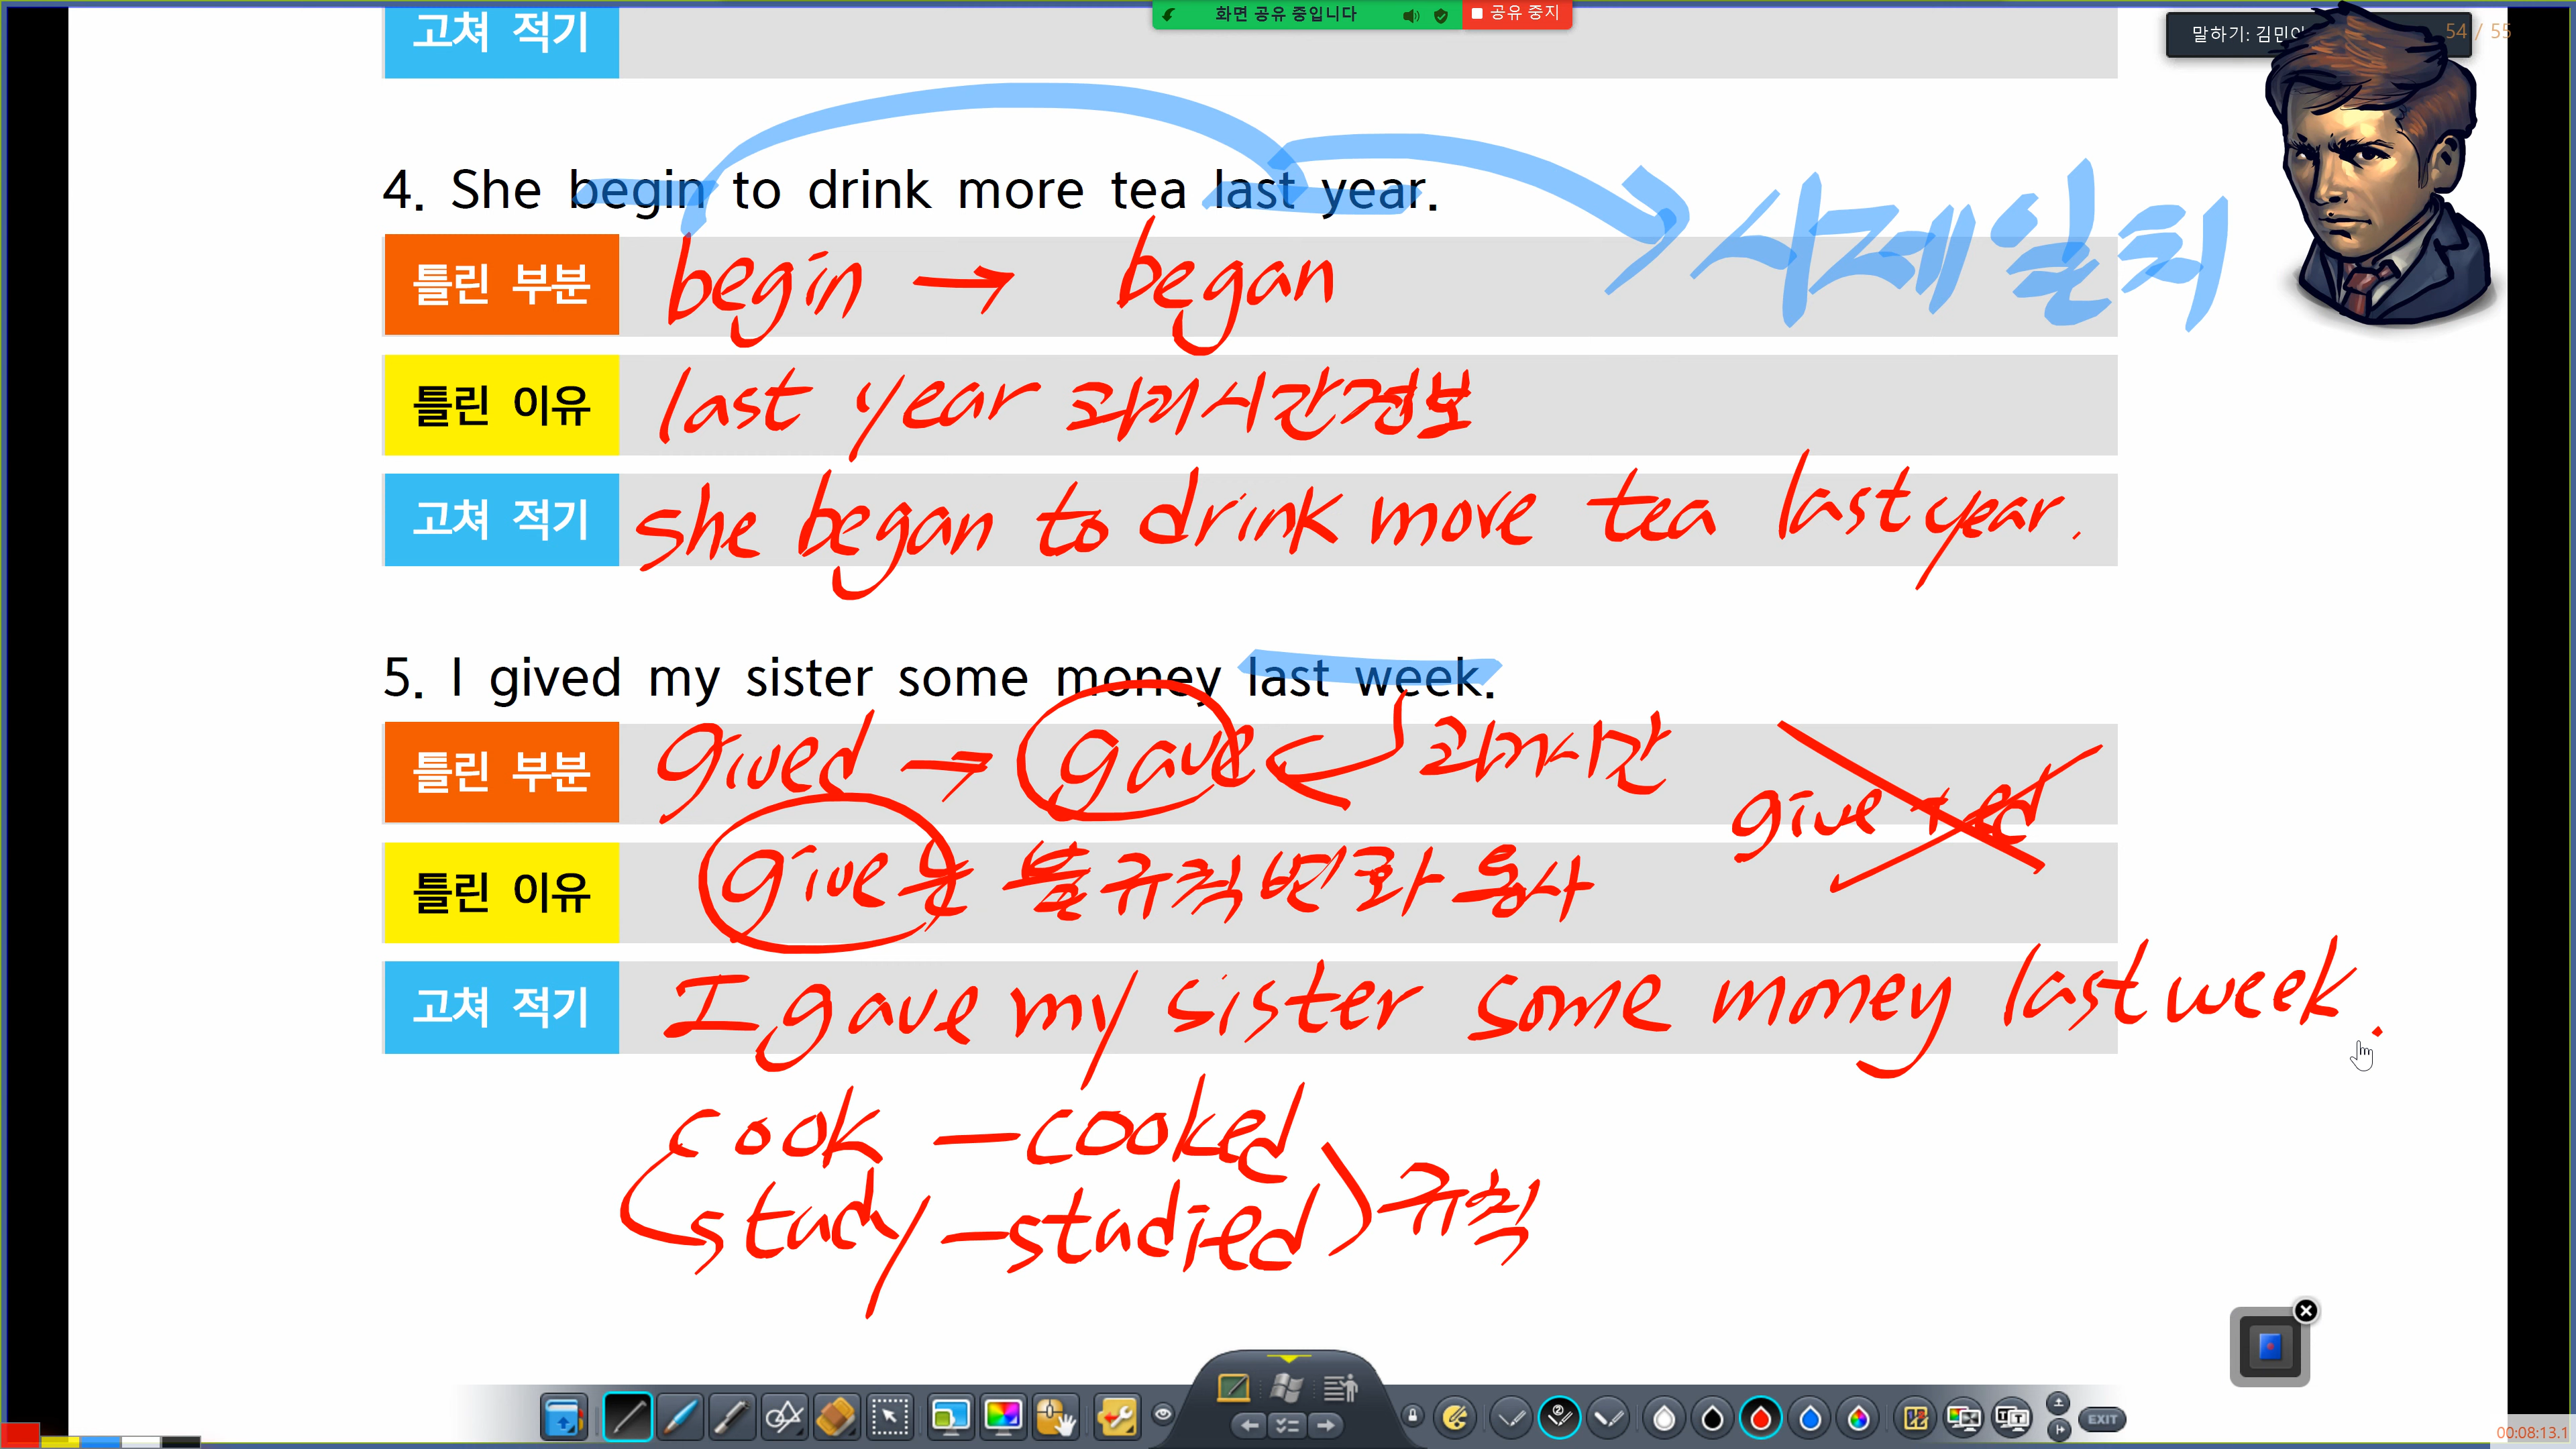 화면 공유 중입니다 공유 중지
말하기: 김민
54 / 55
고쳐 적기
4. She begin to drink more tea last year.
시제일치
틀린 부분 begin → began
틀린 이유 last year 과거시간정보
고쳐 적기 she began to drink more tea last year.
5. I gived my sister some money last week.
틀린 부분 gived → gave 과거시간
give + ed
틀린 이유 give는 불규칙변화 동사
고쳐 적기 I gave my sister some money last week.
cook - cooked
study - studied
규칙
EXIT
00:08:13.1